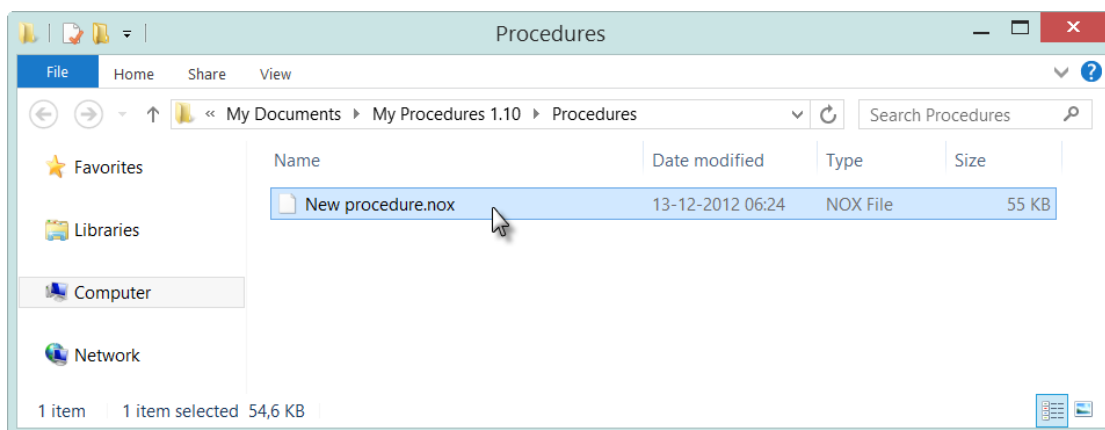 Procedures
File Home Share View
« My Documents My Procedures 1.10 Procedures Search Procedures
Name Date modified Type Size
Favorites
New procedure.nox 13-12-2012 06:24 NOX File 55 KB
Libraries
Computer
Network
1 item 1 item selected 54,6 KB